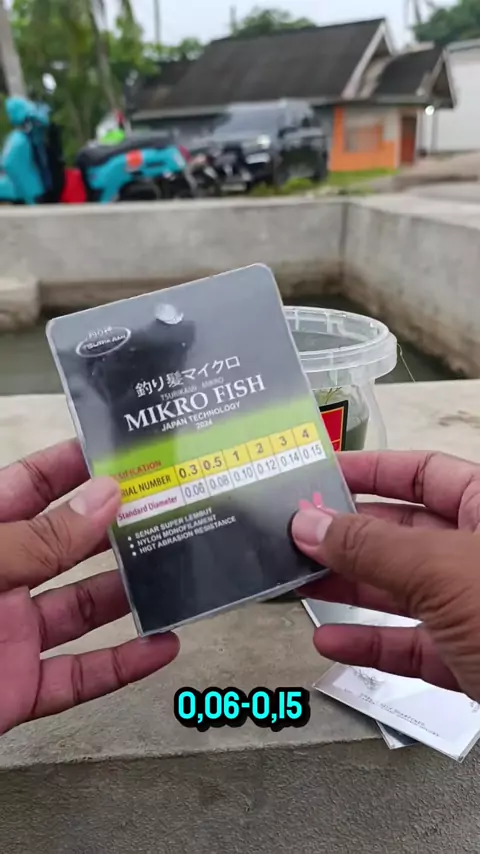 釣り髪マイクロ
TSURIKAMI MIKRO
MIKRO FISH
JAPAN TECHNOLOGY
2024
SIFICATION
RIAL NUMBER 0.3 0.5 1 2 3 4
Standard Diameter 0.06 0.08 0.10 0.12 0.14 0.15
• SENAR SUPER LEMBUT
• NYLON MONOFILAMENT
• HIGT ABRASION RESISTANCE
0,06-0,15